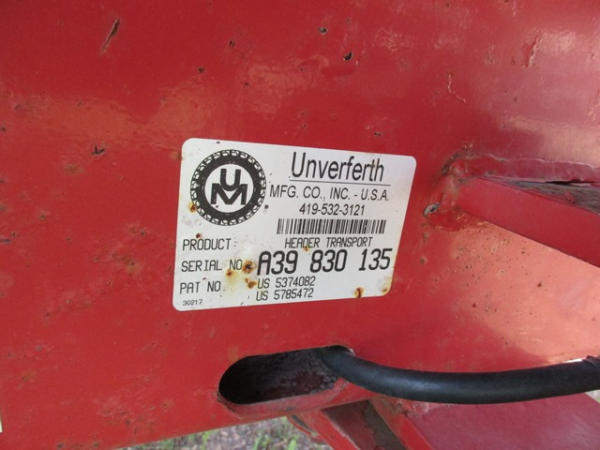 UM
Unverferth
MFG. CO., INC. - U.S.A.
419-532-3121
PRODUCT: HEADER TRANSPORT
SERIAL NO. A39 830 135
PAT NO. US 5374082
US 5785472
30217